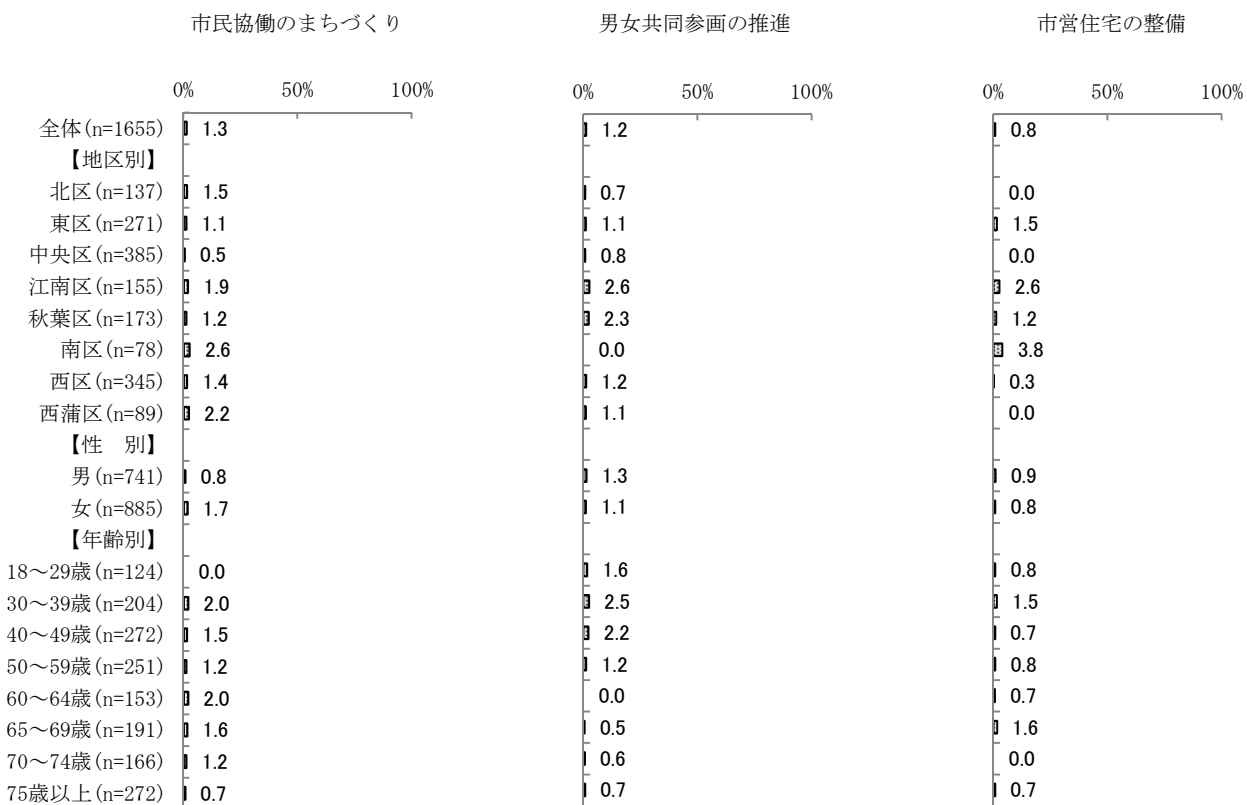 市民協働のまちづくり 男女共同参画の推進 市営住宅の整備
0% 50% 100% 0% 50% 100% 0% 50% 100%
全体(n=1655) 1.3 1.2 0.8
【地区別】
北区(n=137) 1.5 0.7 0.0
東区(n=271) 1.1 1.1 1.5
中央区(n=385) 0.5 0.8 0.0
江南区(n=155) 1.9 2.6 2.6
秋葉区(n=173) 1.2 2.3 1.2
南区(n=78) 2.6 0.0 3.8
西区(n=345) 1.4 1.2 0.3
西蒲区(n=89) 2.2 1.1 0.0
【性　別】
男(n=741) 0.8 1.3 0.9
女(n=885) 1.7 1.1 0.8
【年齢別】
18～29歳(n=124) 0.0 1.6 0.8
30～39歳(n=204) 2.0 2.5 1.5
40～49歳(n=272) 1.5 2.2 0.7
50～59歳(n=251) 1.2 1.2 0.8
60～64歳(n=153) 2.0 0.0 0.7
65～69歳(n=191) 1.6 0.5 1.6
70～74歳(n=166) 1.2 0.6 0.0
75歳以上(n=272) 0.7 0.7 0.7